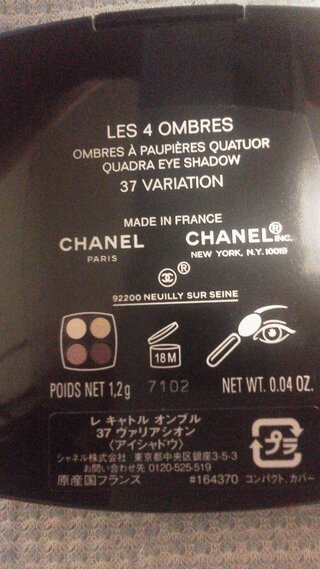 LES 4 OMBRES
OMBRES À PAUPIÈRES QUATUOR
QUADRA EYE SHADOW
37 VARIATION
MADE IN FRANCE
CHANEL CHANEL® INC.
PARIS NEW YORK, N.Y. 10019
®
92200 NEUILLY SUR SEINE
18 M
POIDS NET 1,2g 7102 NET WT. 0.04 OZ.
レ キャトル オンブル
37 ヴァリアシオン
(アイシャドウ)
シャネル株式会社 東京都中央区銀座3-5-3
お問い合わせ先 0120-525-519
原産国フランス #164370
プラ
コンパクト、カバー